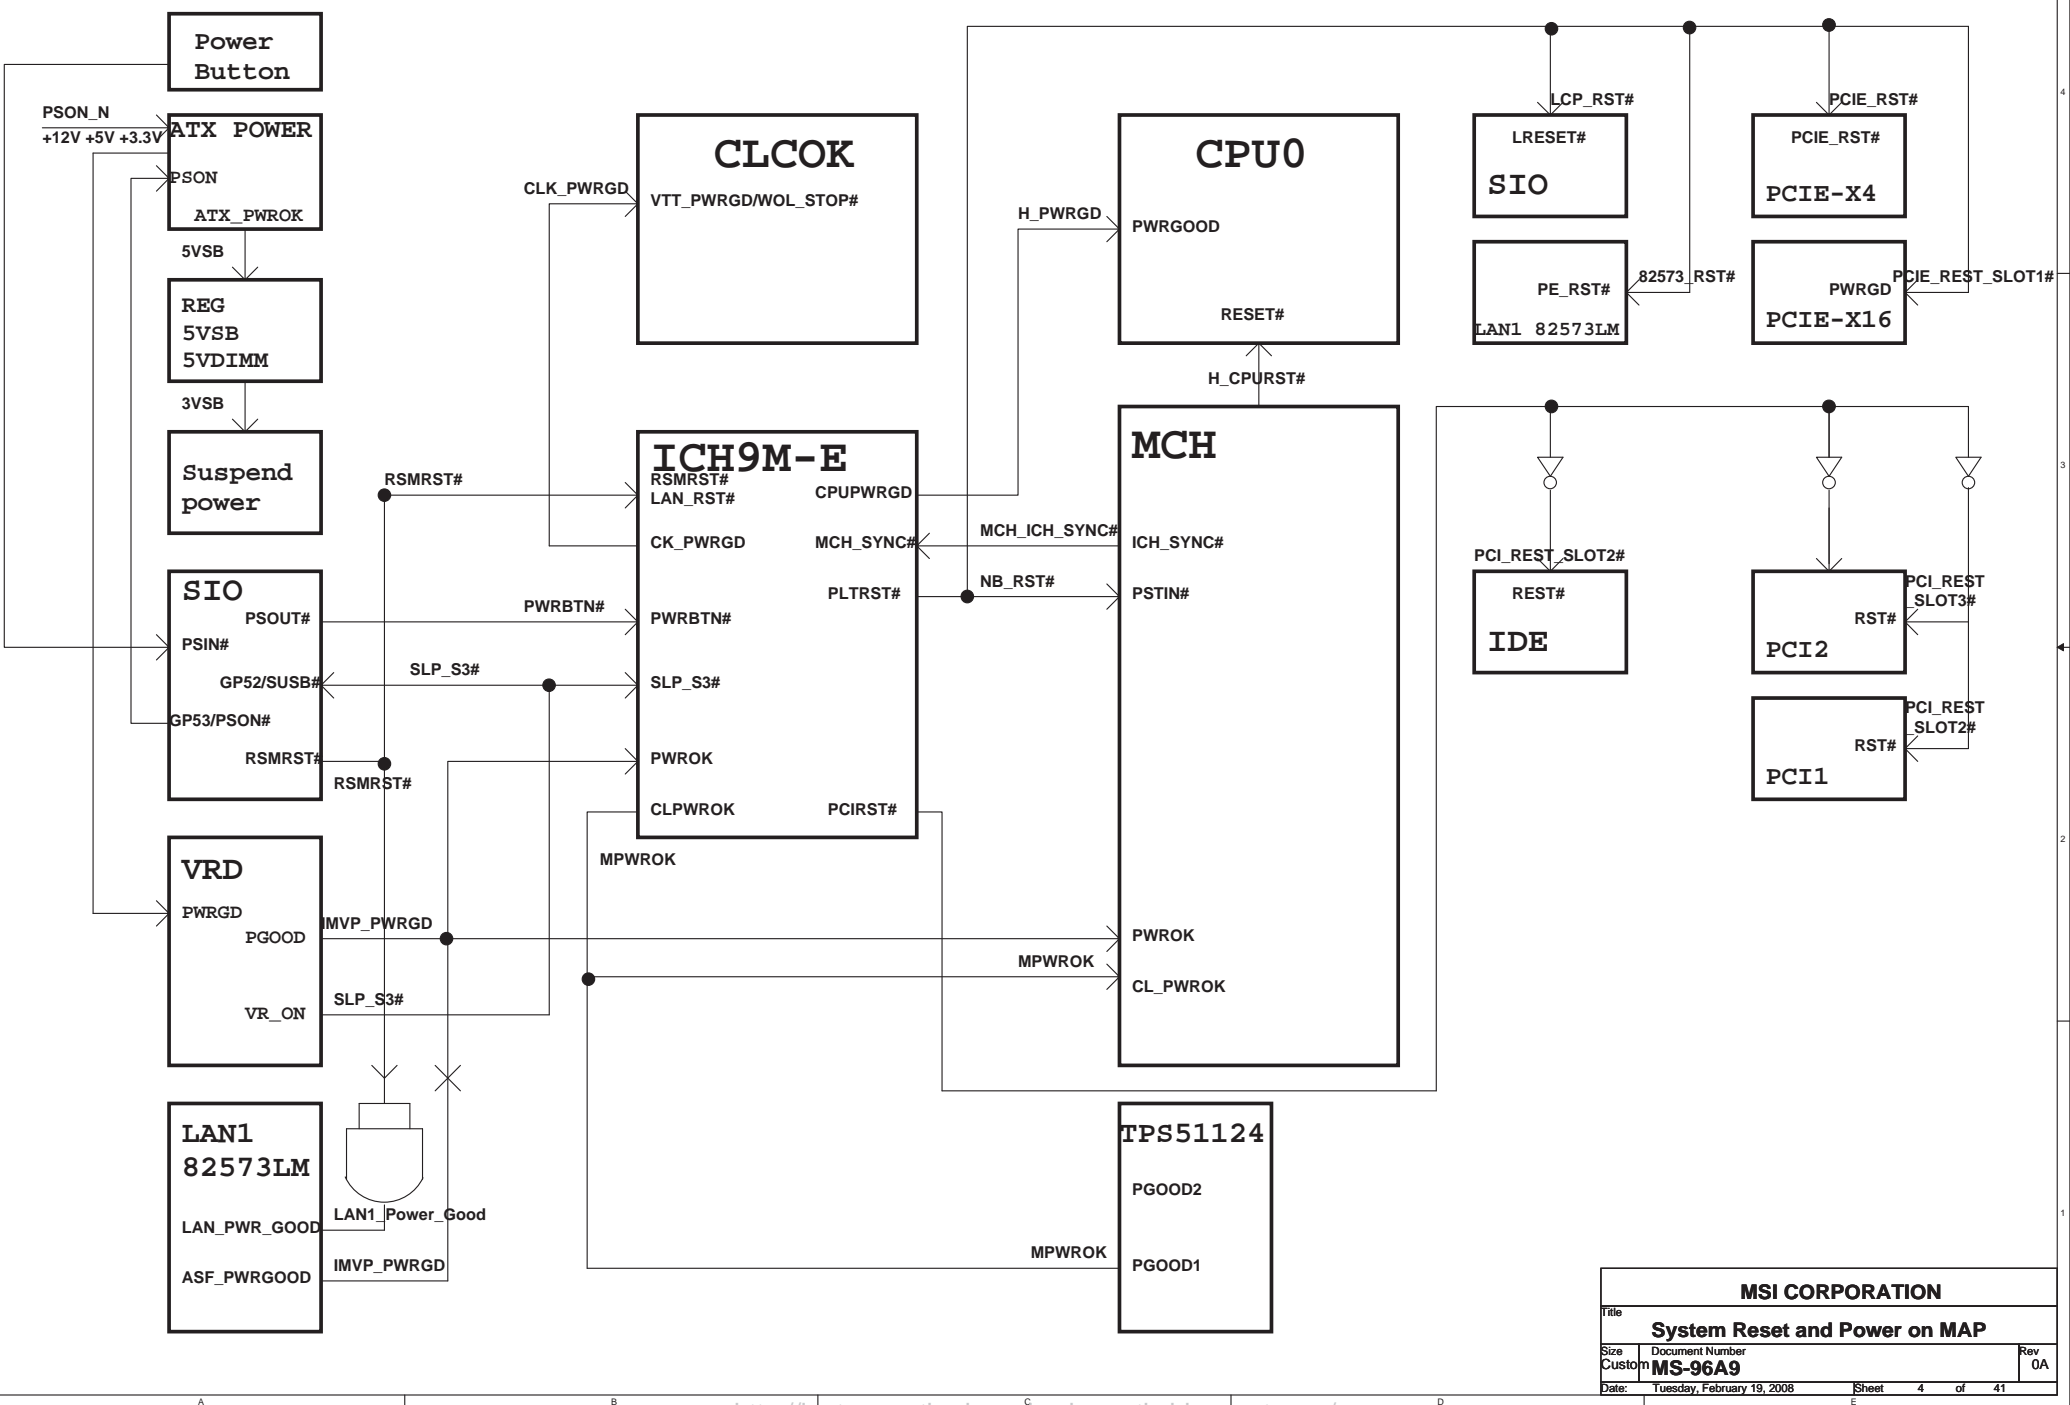 Power
Button
PSON_N
+12V +5V +3.3V
ATX POWER
PSON
ATX_PWROK
5VSB
REG
5VSB
5VDIMM
3VSB
Suspend
power
SIO
PSOUT#
PSIN#
GP52/SUSB#
GP53/PSON#
RSMRST#
RSMRST#
VRD
PWRGD
PGOOD
IMVP_PWRGD
VR_ON
SLP_S3#
LAN1
82573LM
LAN_PWR_GOOD
LAN1_Power_Good
ASF_PWRGOOD
IMVP_PWRGD
RSMRST#
PWRBTN#
SLP_S3#
CLK_PWRGD
CLCOK
VTT_PWRGD/WOL_STOP#
ICH9M-E
RSMRST#
LAN_RST#
CPUPWRGD
CK_PWRGD
MCH_SYNC#
PLTRST#
PWRBTN#
SLP_S3#
PWROK
CLPWROK
PCIRST#
MPWROK
H_PWRGD
CPU0
PWRGOOD
RESET#
H_CPURST#
MCH
MCH_ICH_SYNC#
ICH_SYNC#
NB_RST#
PSTIN#
PWROK
MPWROK
CL_PWROK
TPS51124
PGOOD2
MPWROK
PGOOD1
LCP_RST#
LRESET#
SIO
PCIE_RST#
PCIE_RST#
PCIE-X4
PE_RST#
82573_RST#
LAN1 82573LM
PWRGD
PCIE_REST_SLOT1#
PCIE-X16
PCI_REST_SLOT2#
REST#
IDE
PCI_REST
_SLOT3#
RST#
PCI2
PCI_REST
_SLOT2#
RST#
PCI1
4
3
2
1
MSI CORPORATION
Title
System Reset and Power on MAP
Size
Document Number
Rev
Custom
MS-96A9
0A
Date:
Tuesday, February 19, 2008
Sheet
4
of
41
A
B
C
D
E